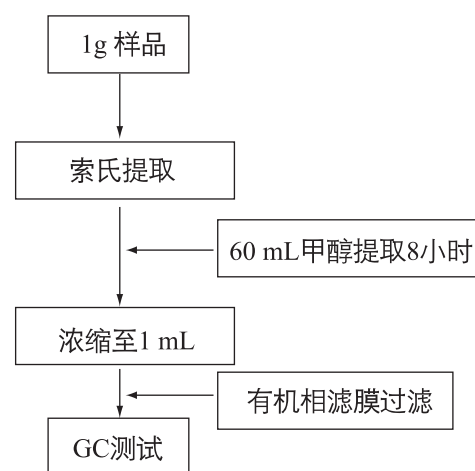 1g 样品
索氏提取
60 mL甲醇提取8小时
浓缩至1 mL
有机相滤膜过滤
GC测试